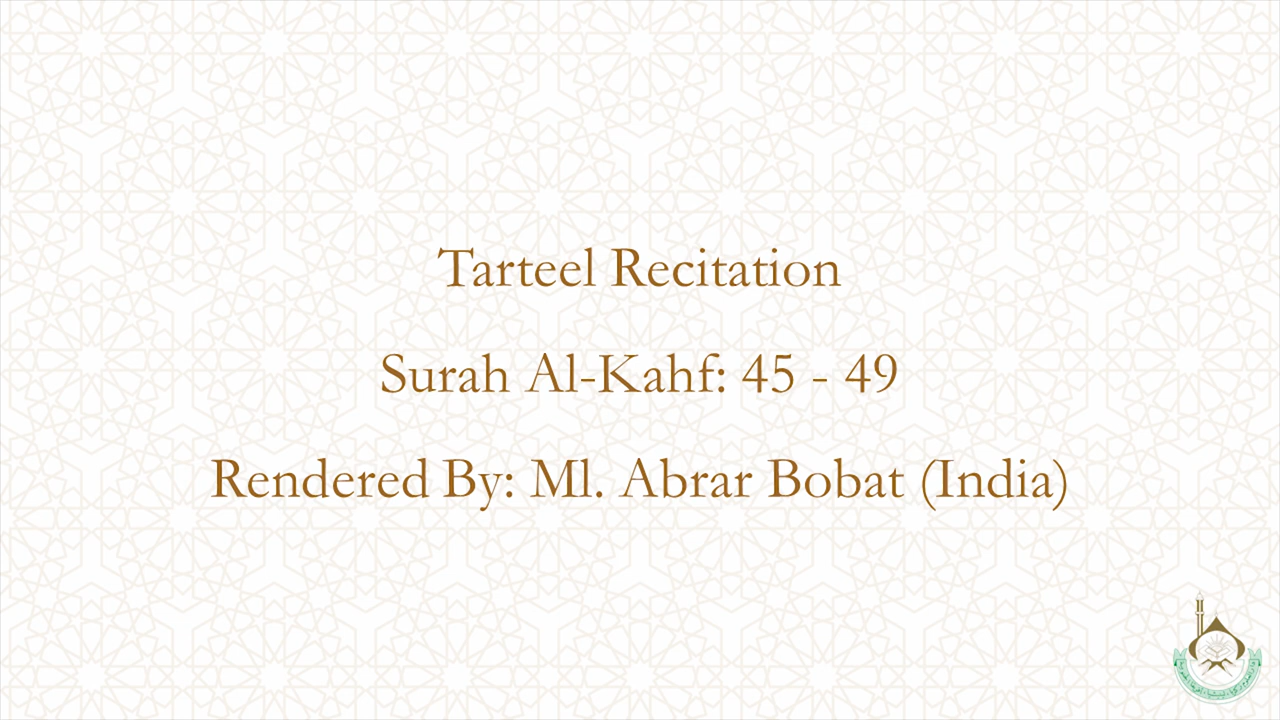 Tarteel Recitation
Surah Al-Kahf: 45 - 49
Rendered By: Ml. Abrar Bobat (India)